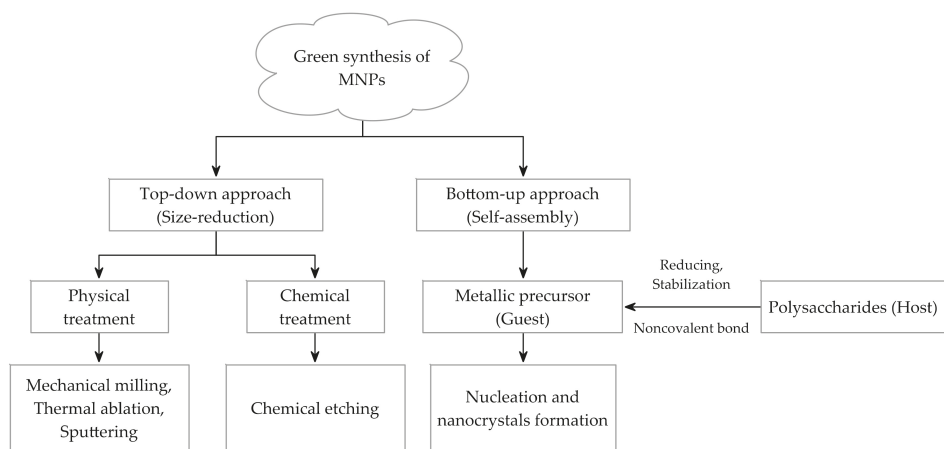 Green synthesis of
MNPs
Top-down approach
(Size-reduction)
Bottom-up approach
(Self-assembly)
Physical
treatment
Chemical
treatment
Metallic precursor
(Guest)
Reducing,
Stabilization
Noncovalent bond
Polysaccharides (Host)
Mechanical milling,
Thermal ablation,
Sputtering
Chemical etching
Nucleation and
nanocrystals formation